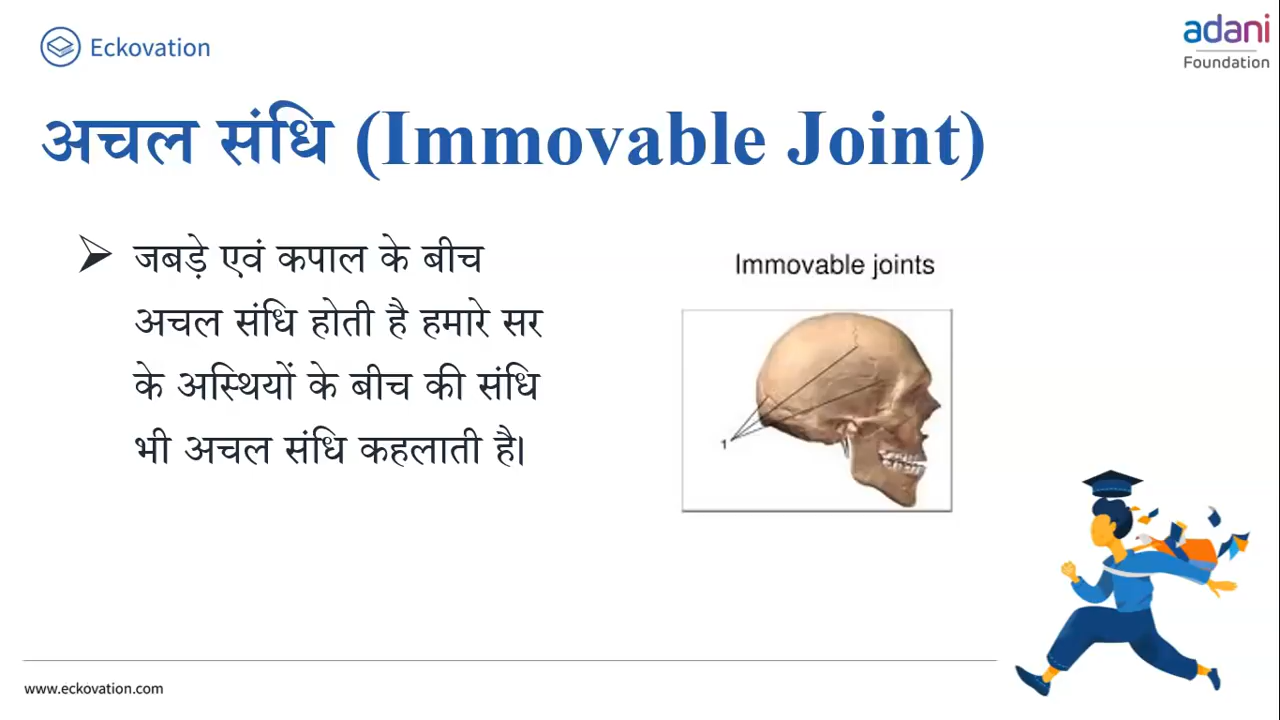 Eckovation
adani
Foundation
अचल संधि (Immovable Joint)
➢ जबड़े एवं कपाल के बीच
अचल संधि होती है हमारे सर
के अस्थियों के बीच की संधि
भी अचल संधि कहलाती है।
Immovable joints
1
www.eckovation.com